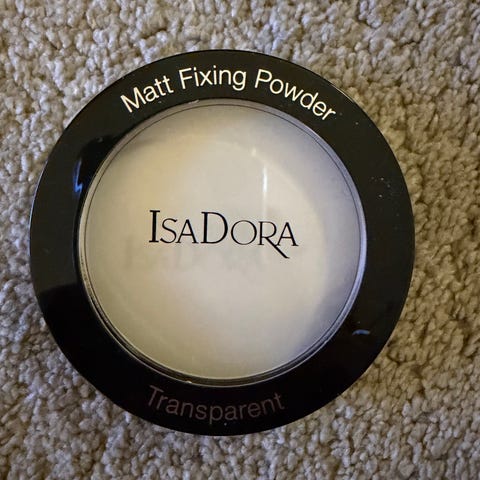 Matt Fixing Powder
IsaDora
Transparent